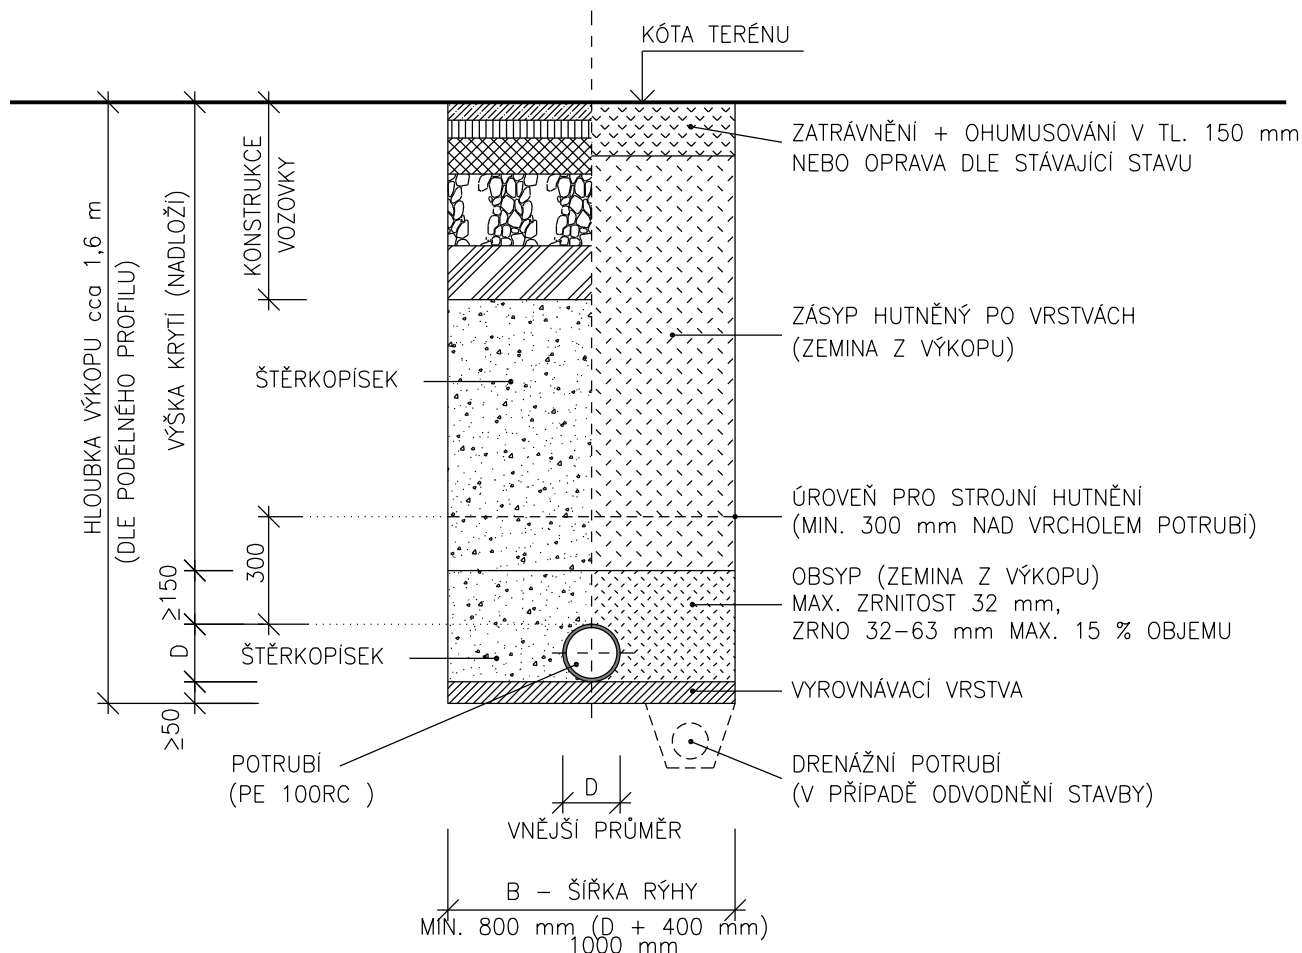 KÓTA TERÉNU
ZATRÁVNĚNÍ + OHUMUSOVÁNÍ V TL. 150 mm
NEBO OPRAVA DLE STÁVAJÍCÍ STAVU
HLOUBKA VÝKOPU cca 1,6 m
(DLE PODÉLNÉHO PROFILU)
VÝŠKA KRYTÍ (NADLOŽÍ)
KONSTRUKCE
VOZOVKY
ZÁSYP HUTNĚNÝ PO VRSTVÁCH
(ZEMINA Z VÝKOPU)
ŠTĚRKOPÍSEK
ÚROVEŇ PRO STROJNÍ HUTNĚNÍ
(MIN. 300 mm NAD VRCHOLEM POTRUBÍ)
300
≥150
OBSYP (ZEMINA Z VÝKOPU)
MAX. ZRNITOST 32 mm,
ZRNO 32-63 mm MAX. 15 % OBJEMU
D
ŠTĚRKOPÍSEK
VYROVNÁVACÍ VRSTVA
≥50
POTRUBÍ
(PE 100RC )
DRENÁŽNÍ POTRUBÍ
(V PŘÍPADĚ ODVODNĚNÍ STAVBY)
D
VNĚJŠÍ PRŮMĚR
B - ŠÍŘKA RÝHY
MIN. 800 mm (D + 400 mm)
1000 mm